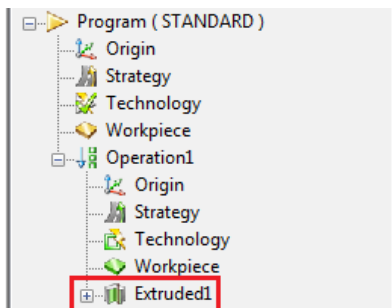 Program ( STANDARD )
Origin
Strategy
Technology
Workpiece
Operation1
Origin
Strategy
Technology
Workpiece
Extruded1